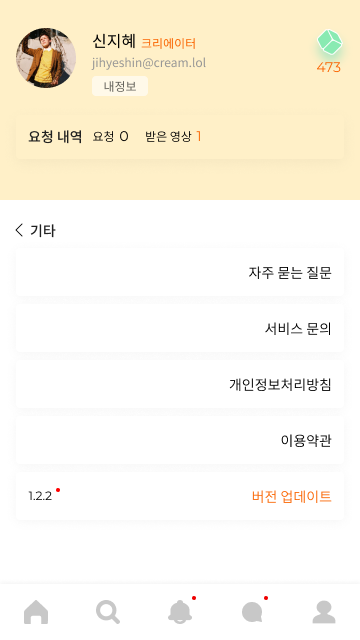 신지혜 크리에이터
jihyeshin@cream.lol
473
내정보
요청 내역 요청 0 받은 영상 1
기타
자주 묻는 질문
서비스 문의
개인정보처리방침
이용약관
1.2.2 버전 업데이트